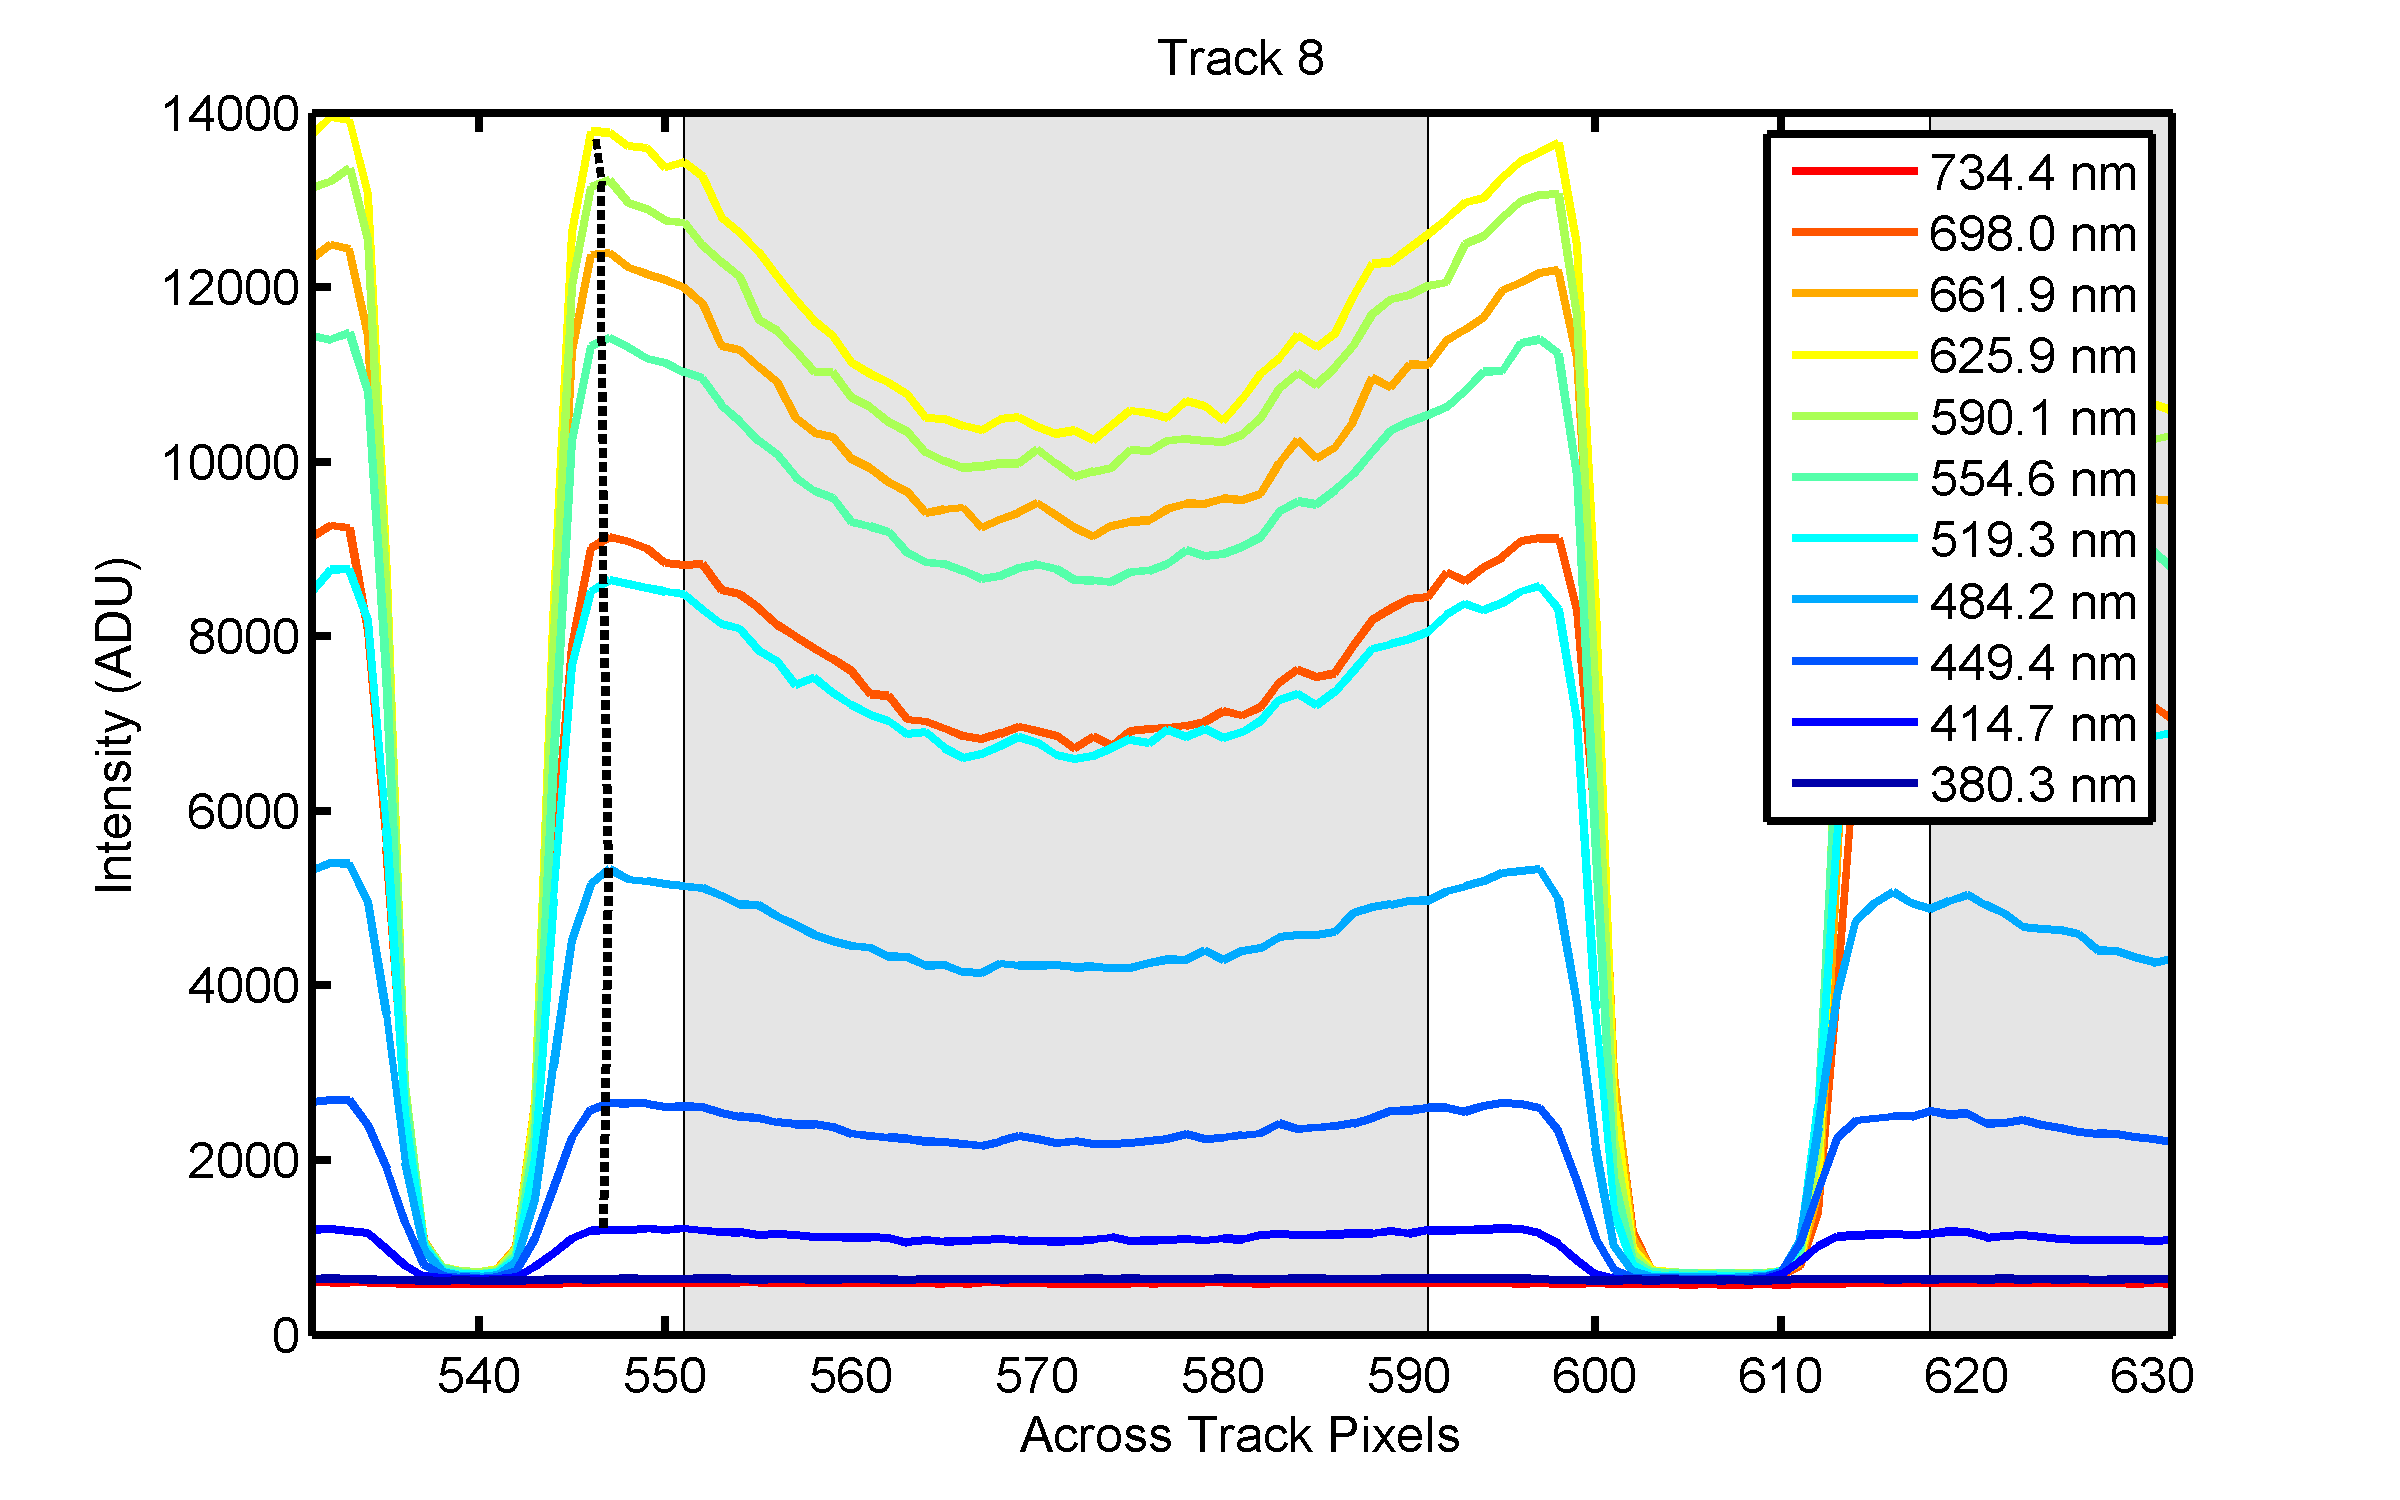 Track 8
14000
12000
10000
8000
6000
4000
2000
0
Intensity (ADU)
734.4 nm
698.0 nm
661.9 nm
625.9 nm
590.1 nm
554.6 nm
519.3 nm
484.2 nm
449.4 nm
414.7 nm
380.3 nm
540 550 560 570 580 590 600 610 620 630
Across Track Pixels